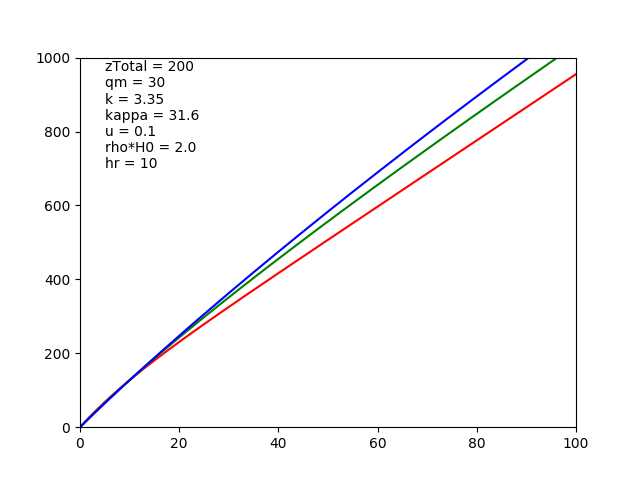 1000
800
600
400
200
0
zTotal = 200
qm = 30
k = 3.35
kappa = 31.6
u = 0.1
rho*H0 = 2.0
hr = 10
0 20 40 60 80 100